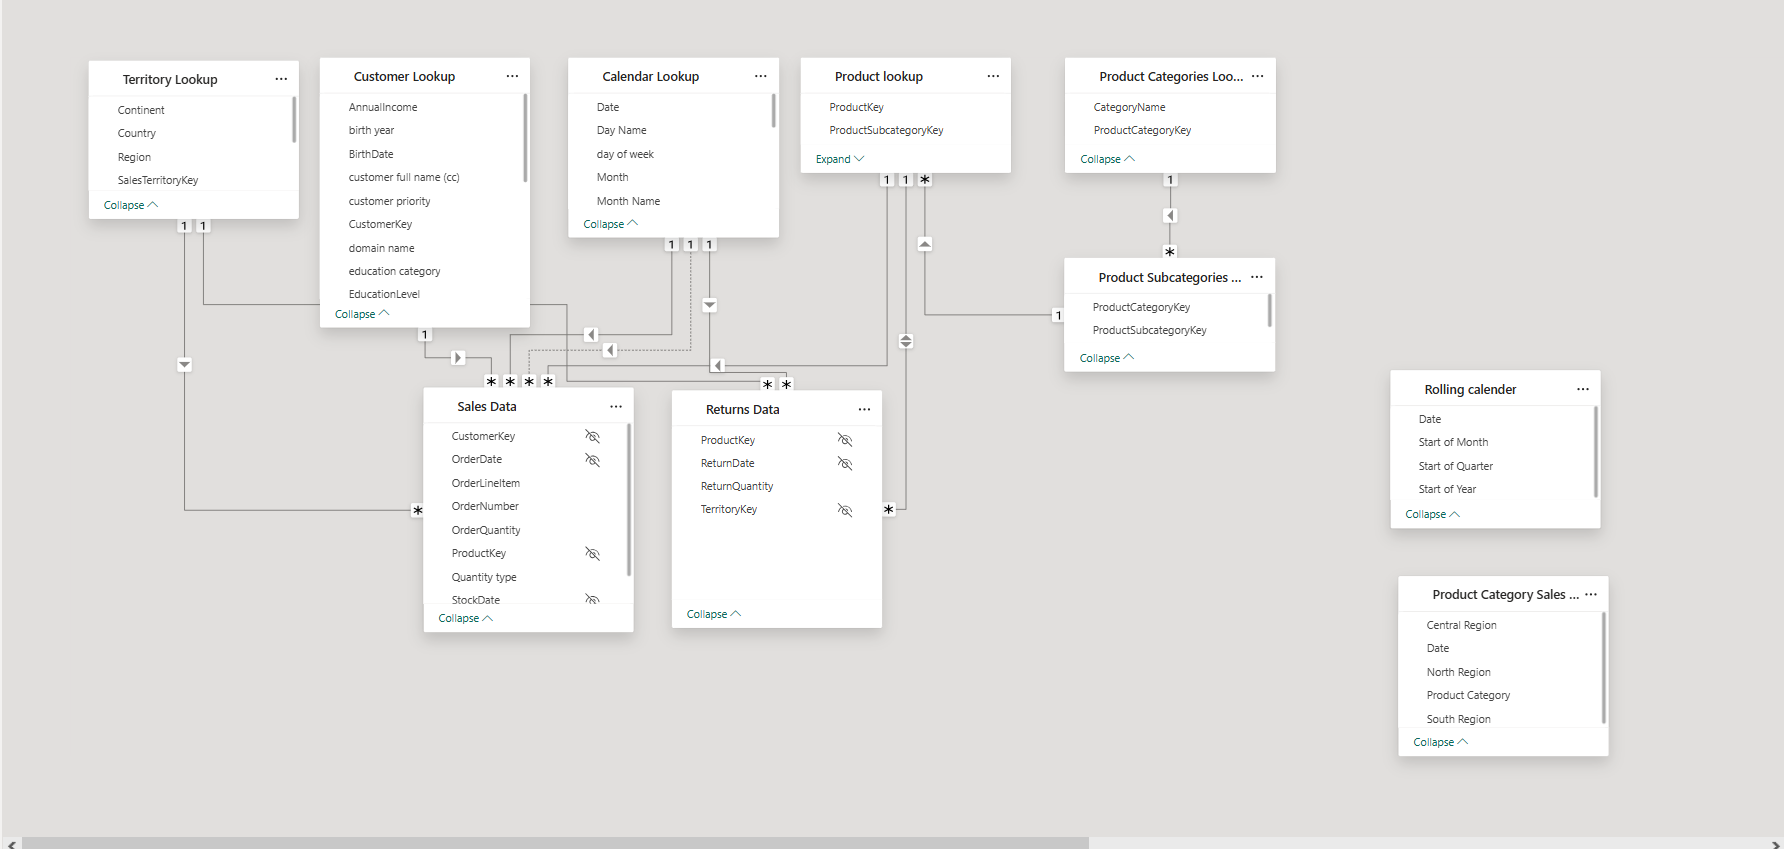 Territory Lookup
Continent
Country
Region
SalesTerritoryKey
Collapse
1 1
Customer Lookup
AnnualIncome
birth year
BirthDate
customer full name (cc)
customer priority
CustomerKey
domain name
education category
EducationLevel
Collapse
1
Calendar Lookup
Date
Day Name
day of week
Month
Month Name
Collapse
1 1 1
Product lookup
ProductKey
ProductSubcategoryKey
Expand
1 1 *
Product Categories Loo...
CategoryName
ProductCategoryKey
Collapse
1
*
Product Subcategories ...
ProductCategoryKey
ProductSubcategoryKey
Collapse
1
* * * *
Sales Data
CustomerKey
OrderDate
OrderLineItem
OrderNumber
OrderQuantity
ProductKey
Quantity type
StockDate
Collapse
*
* *
Returns Data
ProductKey
ReturnDate
ReturnQuantity
TerritoryKey
Collapse
*
Rolling calender
Date
Start of Month
Start of Quarter
Start of Year
Collapse
Product Category Sales ...
Central Region
Date
North Region
Product Category
South Region
Collapse